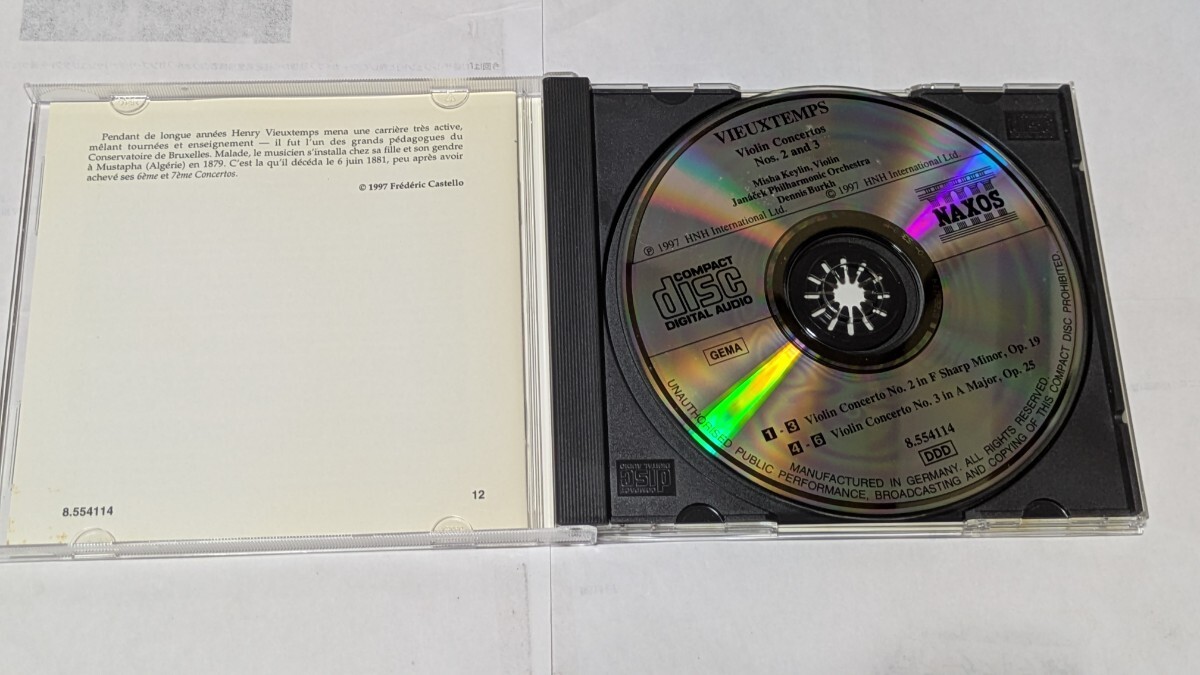 Pendant de longue années Henry Vieuxtemps mena une carrière très active,
mêlant tournées et enseignement — il fut l'un des grands pédagogues du
Conservatoire de Bruxelles. Malade, le musicien s'installa chez sa fille et son gendre
à Mustapha (Algérie) en 1879. C'est la qu'il décéda le 6 juin 1881, peu après avoir
achevé ses 6ème et 7ème Concertos.
© 1997 Frédéric Castello
8.554114
12
VIEUXTEMPS
Violin Concertos
Nos. 2 and 3
Misha Keylin, Violin
Janáček Philharmonic Orchestra
Dennis Burkh
℗ 1997 HNH International Ltd.
© 1997 HNH International Ltd.
NAXOS
COMPACT
disc
DIGITAL AUDIO
GEMA
1 - 3 Violin Concerto No. 2 in F Sharp Minor, Op. 19
4 - 6 Violin Concerto No. 3 in A Major, Op. 25
8.554114
DDD
MANUFACTURED IN GERMANY. ALL RIGHTS RESERVED.
UNAUTHORISED PUBLIC PERFORMANCE, BROADCASTING AND COPYING OF THIS COMPACT DISC PROHIBITED.